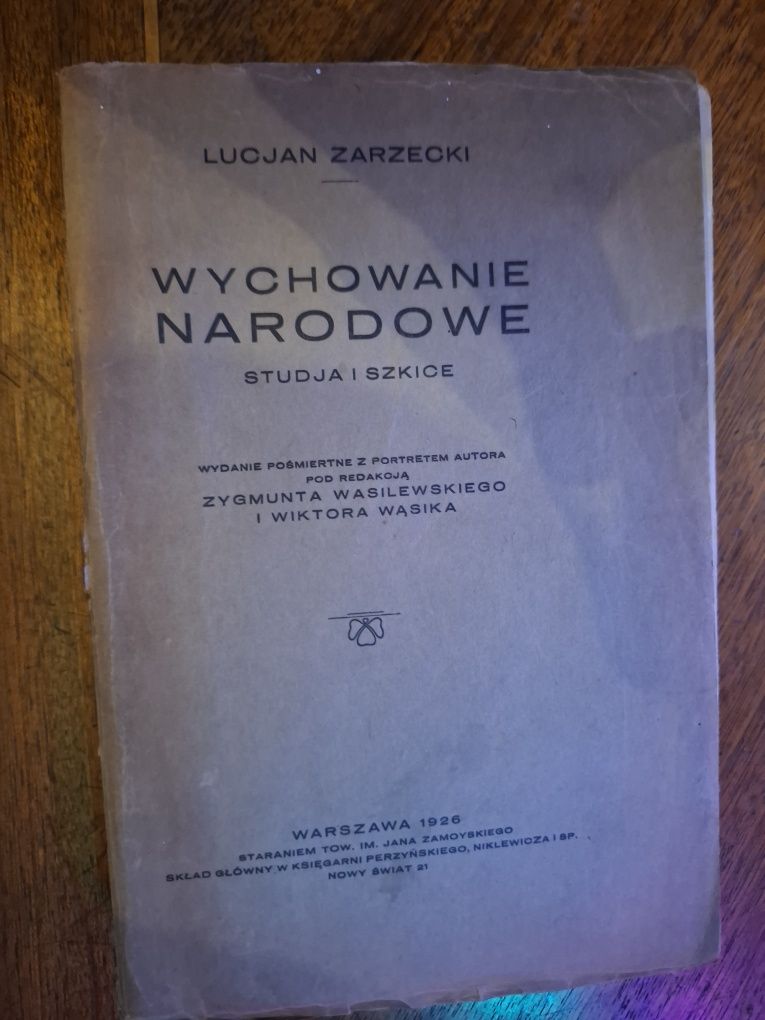 LUCJAN ZARZECKI
WYCHOWANIE
NARODOWE
STUDJA I SZKICE
WYDANIE POŚMIERTNE Z PORTRETEM AUTORA
POD REDAKCJĄ
ZYGMUNTA WASILEWSKIEGO
I WIKTORA WĄSIKA
WARSZAWA 1926
STARANIEM TOW. IM. JANA ZAMOYSKIEGO
SKŁAD GŁÓWNY W KSIĘGARNI PERZYŃSKIEGO, NIKLEWICZA I SP.
NOWY ŚWIAT 21